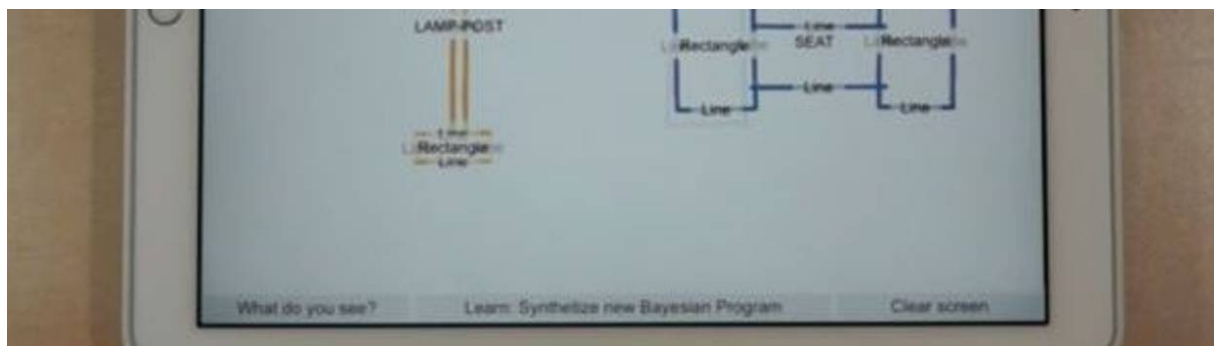 LAMP-POST
Line
Rectangle
SEAT
Rectangle
Line
Line
Line
Line
Rectangle
Line
What do you see?
Learn: Synthetize new Bayesian Program
Clear screen